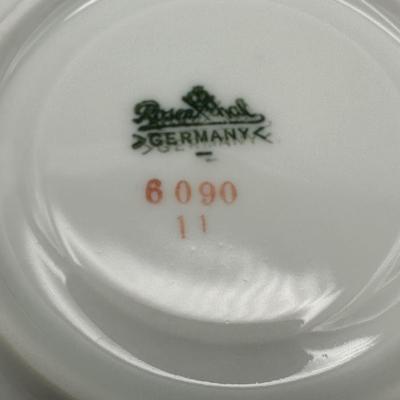 Rosenthal
GERMANY
6090
11